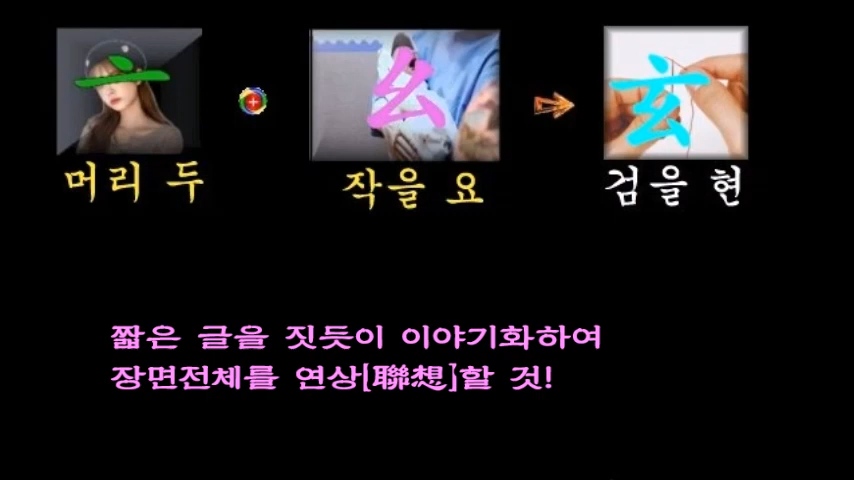 亠 幺 玄
머리 두 작을 요 검을 현
짧은 글을 짓듯이 이야기화하여
장면전체를 연상[聯想]할 것!